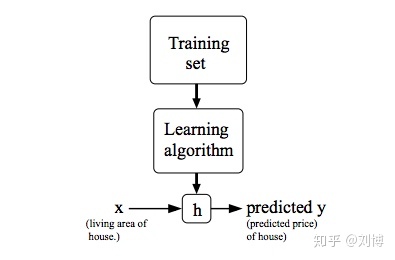 Training
set
Learning
algorithm
x
h
predicted y
(living area of
house.)
(predicted price)
of house)
知乎 @刘博